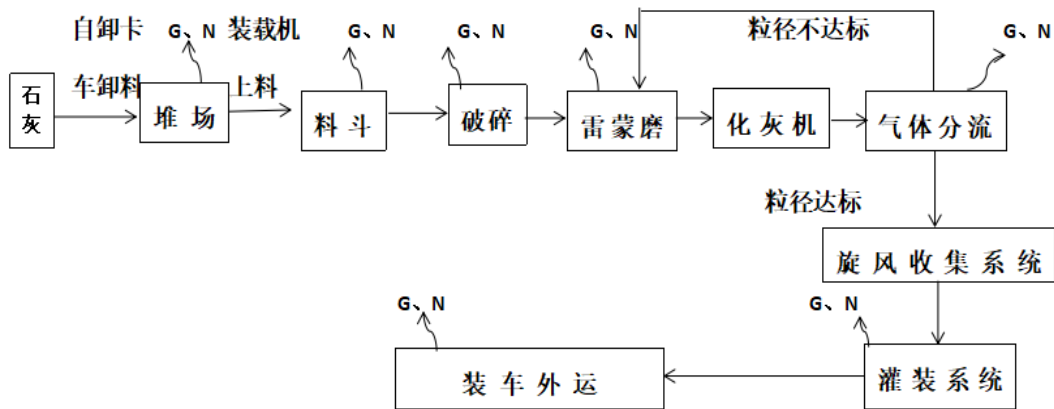 自卸卡 G、N 装载机 G、N G、N G、N 粒径不达标 G、N
石灰
车卸料 堆场 上料 料斗 破碎 雷蒙磨 化灰机 气体分流
粒径达标
旋风收集系统
G、N G、N
装车外运 灌装系统